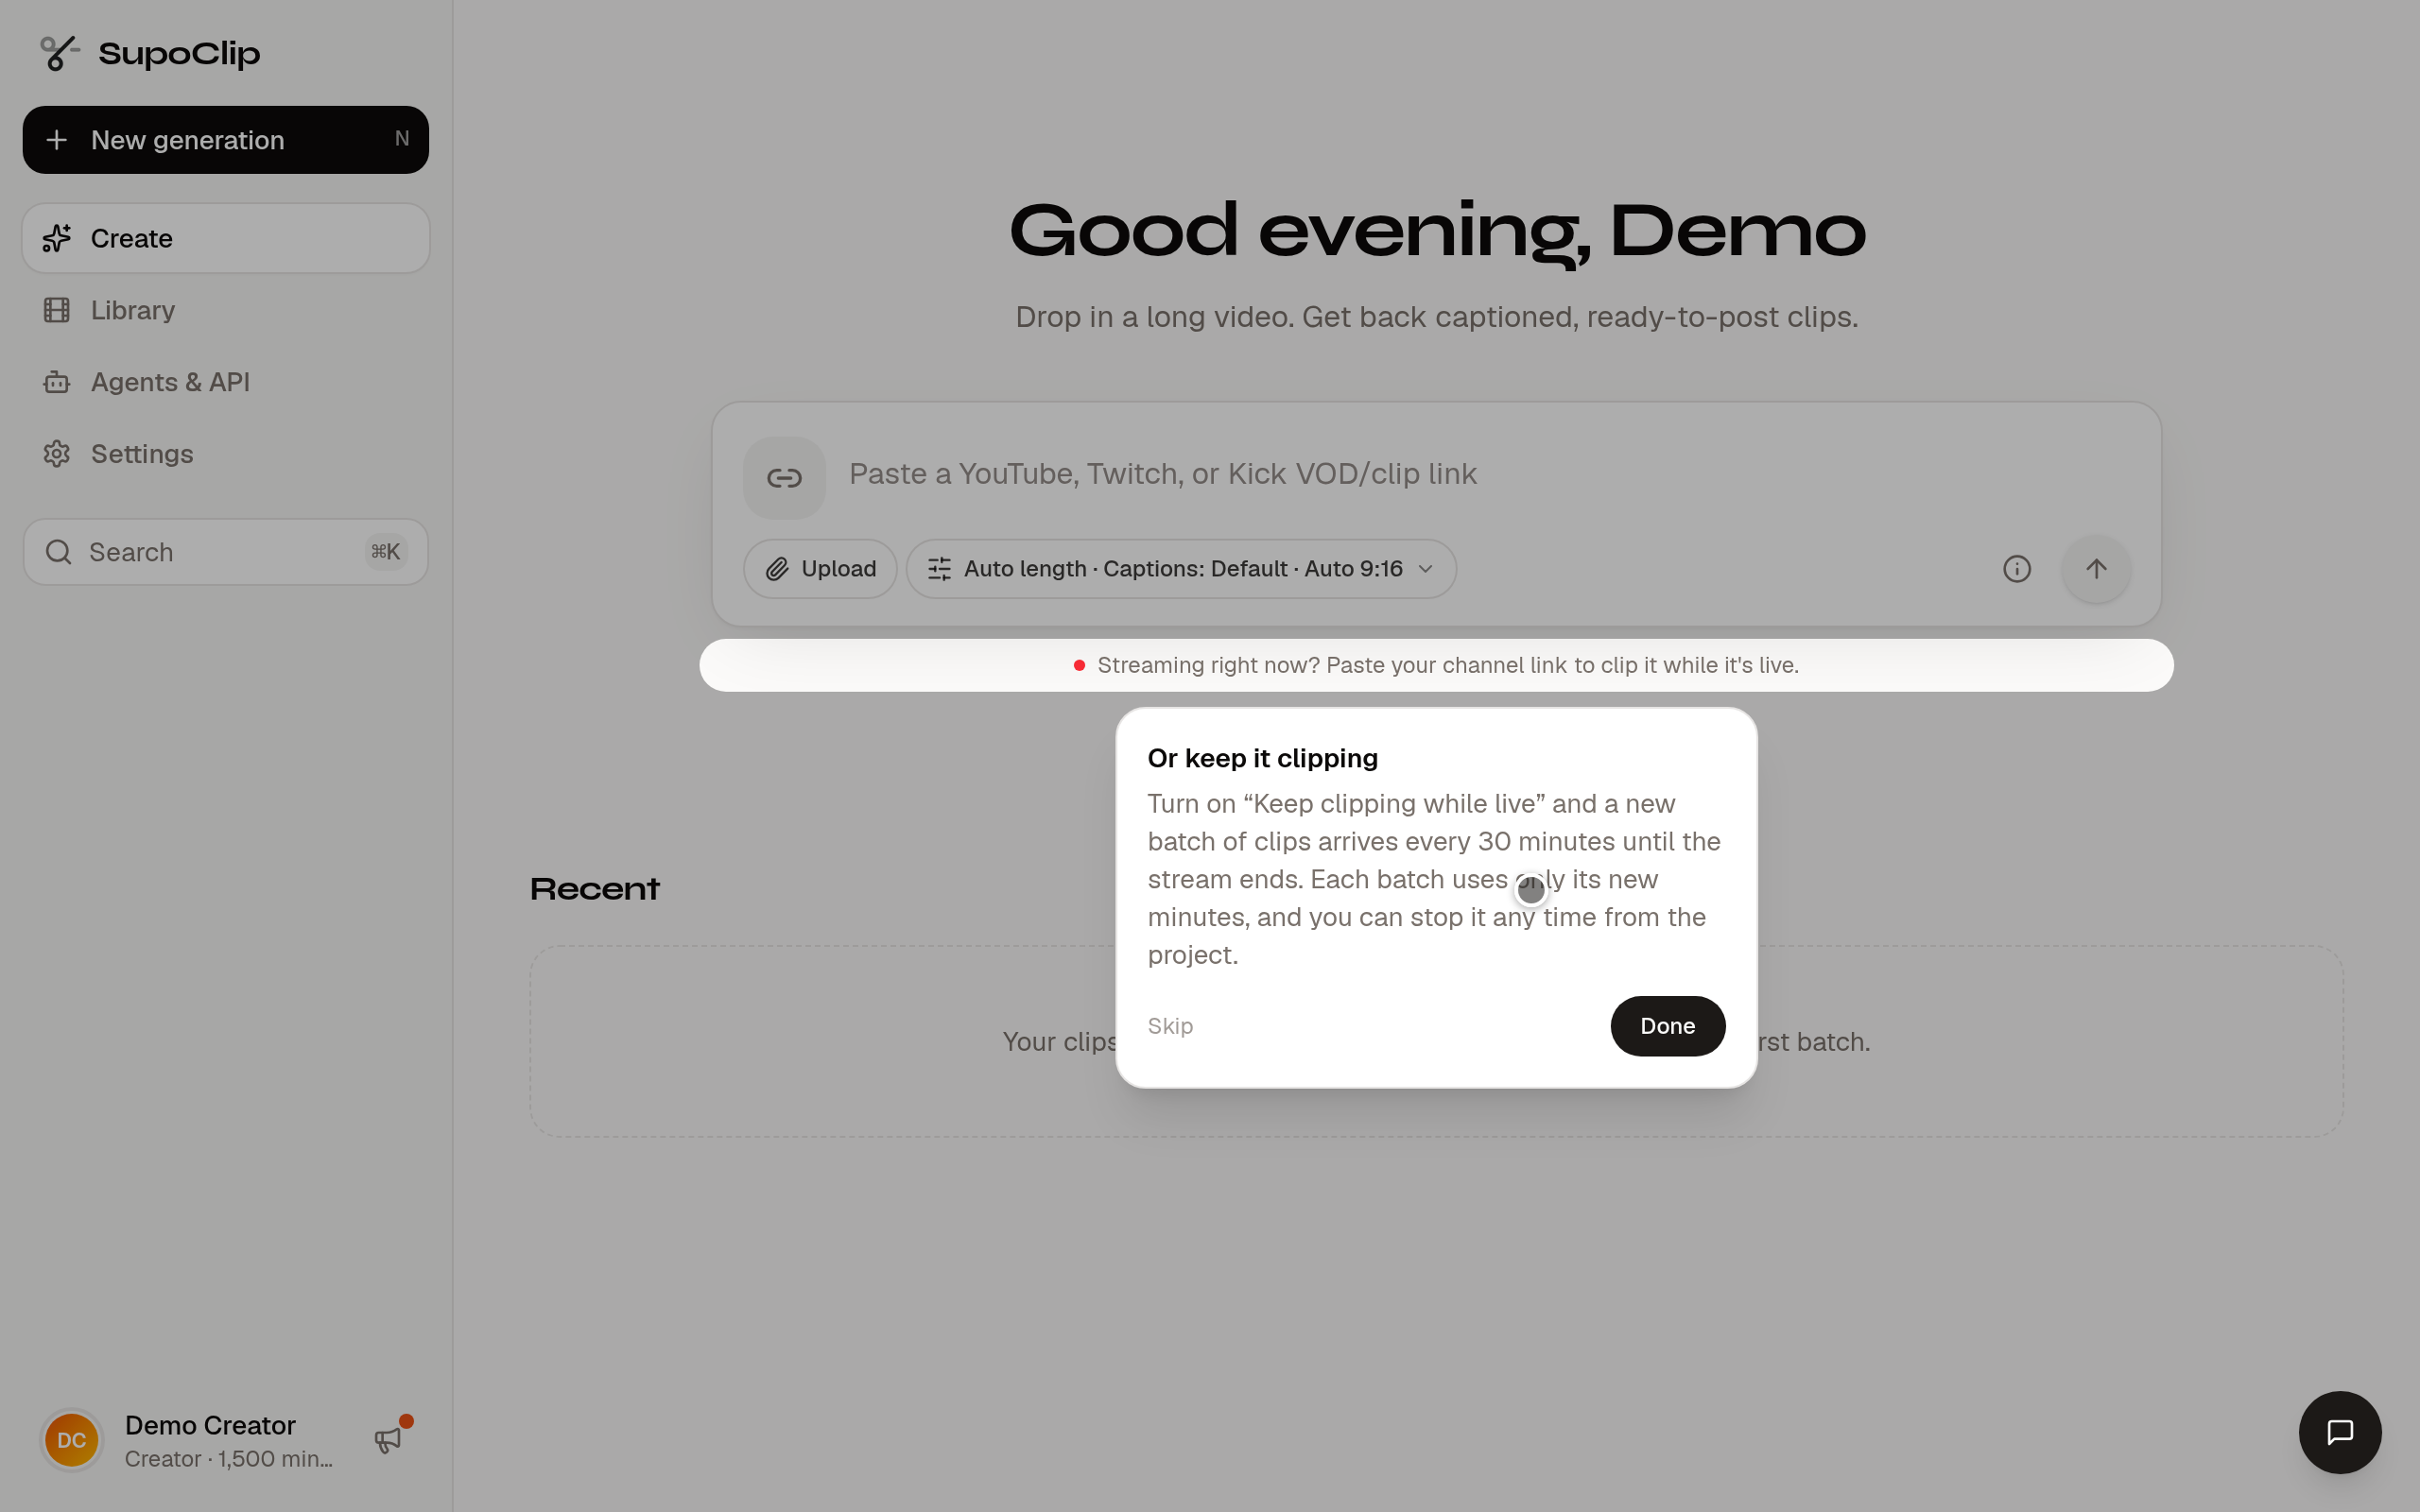 SupoClip
New generation N
Create
Library
Agents & API
Settings
Search ⌘K
Good evening, Demo
Drop in a long video. Get back captioned, ready-to-post clips.
Paste a YouTube, Twitch, or Kick VOD/clip link
Upload
Auto length · Captions: Default · Auto 9:16
Streaming right now? Paste your channel link to clip it while it's live.
Or keep it clipping
Turn on “Keep clipping while live” and a new
batch of clips arrives every 30 minutes until the
stream ends. Each batch uses only its new
minutes, and you can stop it any time from the
project.
Skip
Done
Recent
Your clips
batch.
DC
Demo Creator
Creator · 1,500 min...